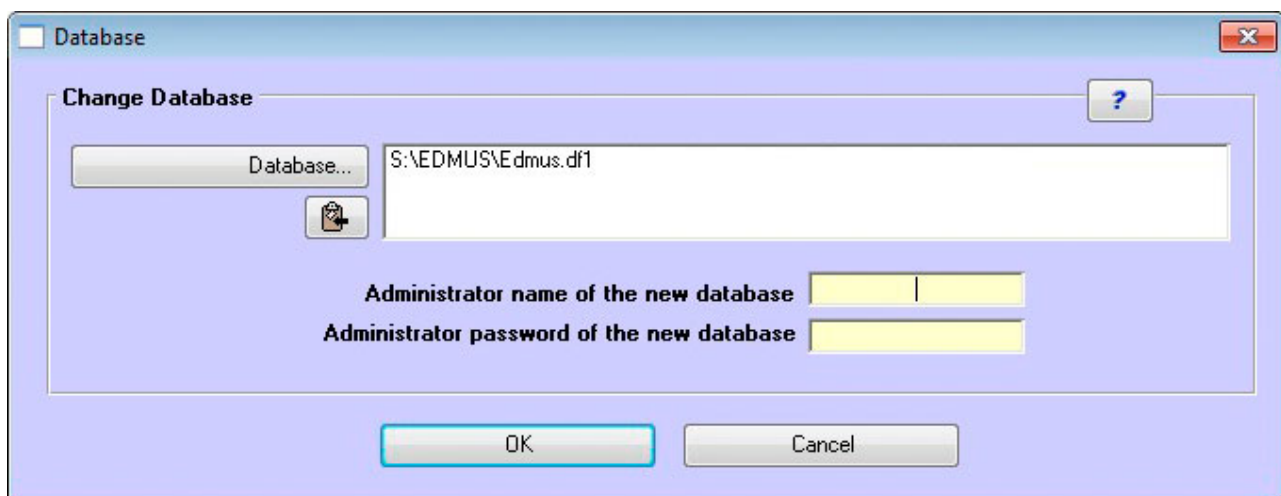 Database
Change Database
?
Database...
S:\EDMUS\Edmus.df1
Administrator name of the new database
Administrator password of the new database
OK
Cancel